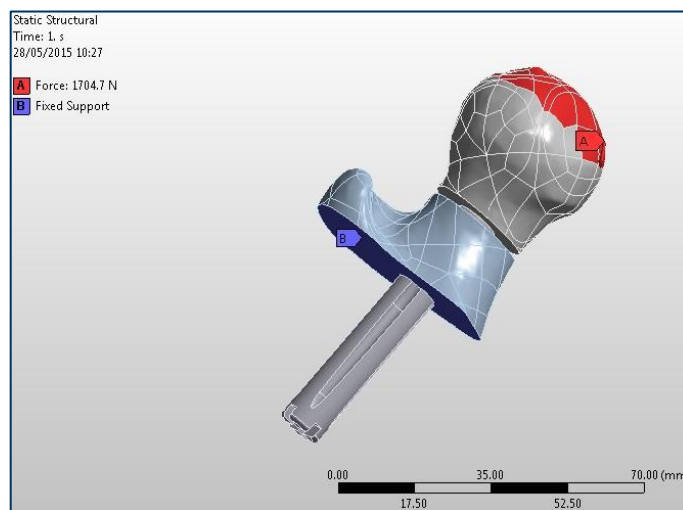 Static Structural
Time: 1. s
28/05/2015 10:27
A Force: 1704.7 N
B Fixed Support
A
B
0.00 35.00 70.00 (mm)
17.50 52.50